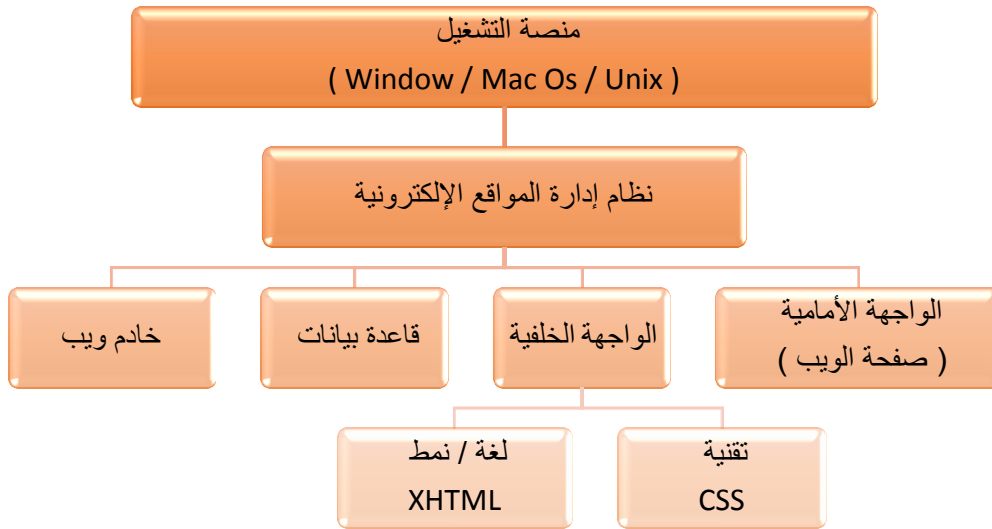 منصة التشغيل
( Window / Mac Os / Unix )
نظام إدارة المواقع الإلكترونية
الواجهة الأمامية
( صفحة الويب )
الواجهة الخلفية
قاعدة بيانات
خادم ويب
تقنية
CSS
لغة / نمط
XHTML